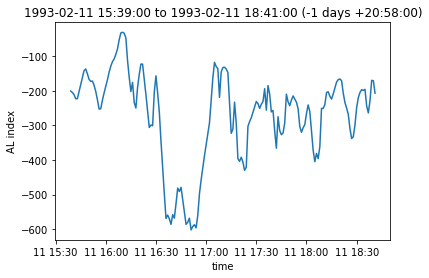 1993-02-11 15:39:00 to 1993-02-11 18:41:00 (-1 days +20:58:00)
−100
−200
−300
−400
−500
−600
AL index
11 15:30 11 16:00 11 16:30 11 17:00 11 17:30 11 18:00 11 18:30
time